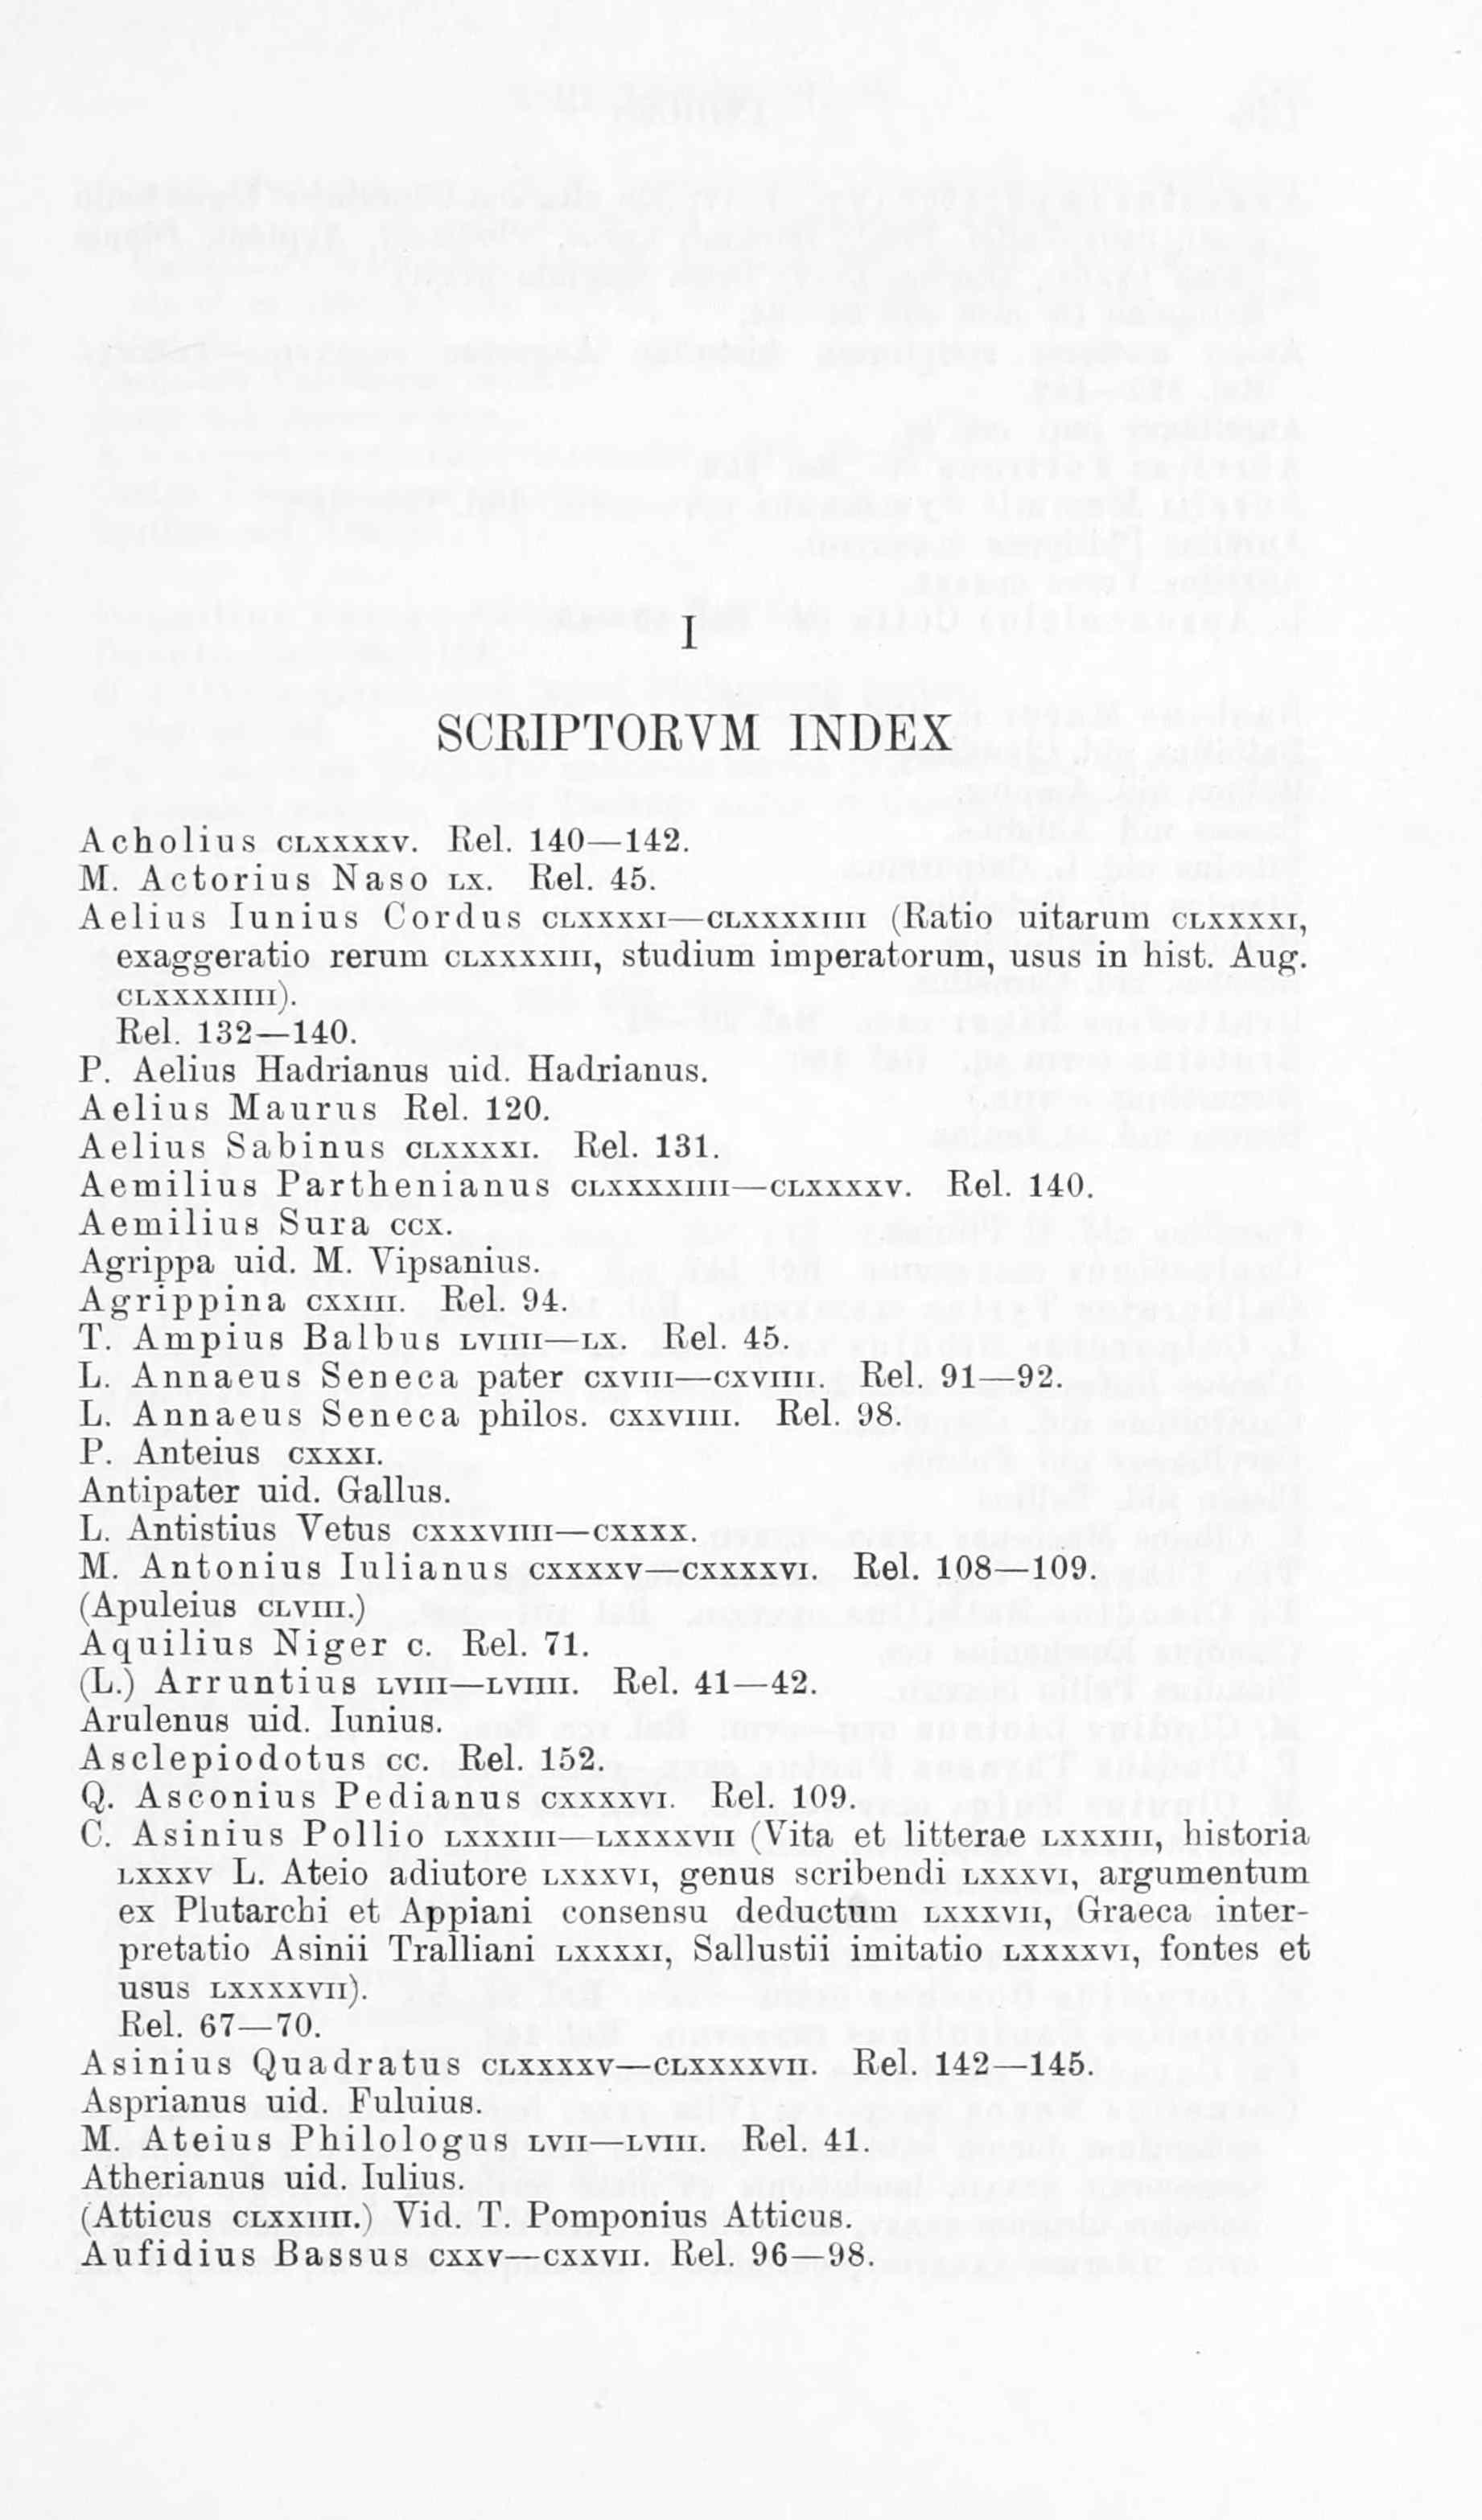 I
SCRIPTORVM INDEX
Acholius CLXXXXV. Rel. 140—142.
M. Actorius Naso LX. Rel. 45.
Aelius Iunius Cordus CLXXXXI—CLXXXXIIII (Ratio uitarum CLXXXXI,
exaggeratio rerum CLXXXXIII, studium imperatorum, usus in hist. Aug.
CLXXXXIIII).
Rel. 132—140.
P. Aelius Hadrianus uid. Hadrianus.
Aelius Maurus Rel. 120.
Aelius Sabinus CLXXXXI. Rel. 131.
Aemilius Parthenianus CLXXXXIIII—CLXXXXV. Rel. 140.
Aemilius Sura CCX.
Agrippa uid. M. Vipsanius.
Agrippina CXXIII. Rel. 94.
T. Ampius Balbus LVIIII—LX. Rel. 45.
L. Annaeus Seneca pater CXVIII—CXVIIII. Rel. 91—92.
L. Annaeus Seneca philos. CXXVIIII. Rel. 98.
P. Anteius CXXXI.
Antipater uid. Gallus.
L. Antistius Vetus CXXXVIIII—CXXXX.
M. Antonius Iulianus CXXXXV—CXXXXVI. Rel. 108—109.
(Apuleius CLVIII.)
Aquilius Niger C. Rel. 71.
(L.) Arruntius LVIII—LVIIII. Rel. 41—42.
Arulenus uid. Iunius.
Asclepiodotus CC. Rel. 152.
Q. Asconius Pedianus CXXXXVI. Rel. 109.
C. Asinius Pollio LXXXIII—LXXXXVII (Vita et litterae LXXXIII, historia
LXXXV L. Ateio adiutore LXXXVI, genus scribendi LXXXVI, argumentum
ex Plutarchi et Appiani consensu deductum LXXXVII, Graeca inter-
pretatio Asinii Tralliani LXXXXI, Sallustii imitatio LXXXXVI, fontes et
usus LXXXXVII).
Rel. 67—70.
Asinius Quadratus CLXXXXV—CLXXXXVII. Rel. 142—145.
Asprianus uid. Fuluius.
M. Ateius Philologus LVII—LVIII. Rel. 41.
Atherianus uid. Iulius.
(Atticus CLXXIIII.) Vid. T. Pomponius Atticus.
Aufidius Bassus CXXV—CXXVII. Rel. 96—98.